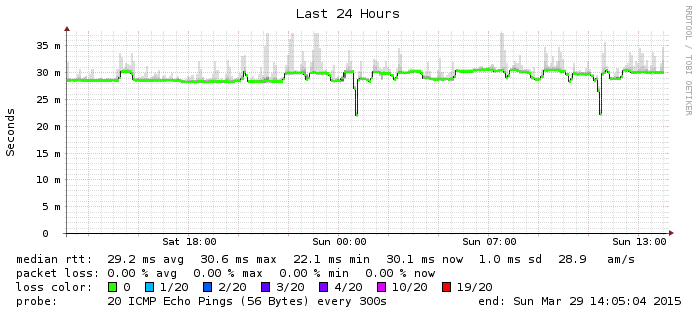 Last 24 Hours
RRDTOOL / TOBI OETIKER
Seconds
35 m
30 m
25 m
20 m
15 m
10 m
5 m
0
Sat 18:00 Sun 00:00 Sun 07:00 Sun 13:00
median rtt: 29.2 ms avg 30.6 ms max 22.1 ms min 30.1 ms now 1.0 ms sd 28.9 am/s
packet loss: 0.00 % avg 0.00 % max 0.00 % min 0.00 % now
loss color: 0 1/20 2/20 3/20 4/20 10/20 19/20
probe: 20 ICMP Echo Pings (56 Bytes) every 300s end: Sun Mar 29 14:05:04 2015